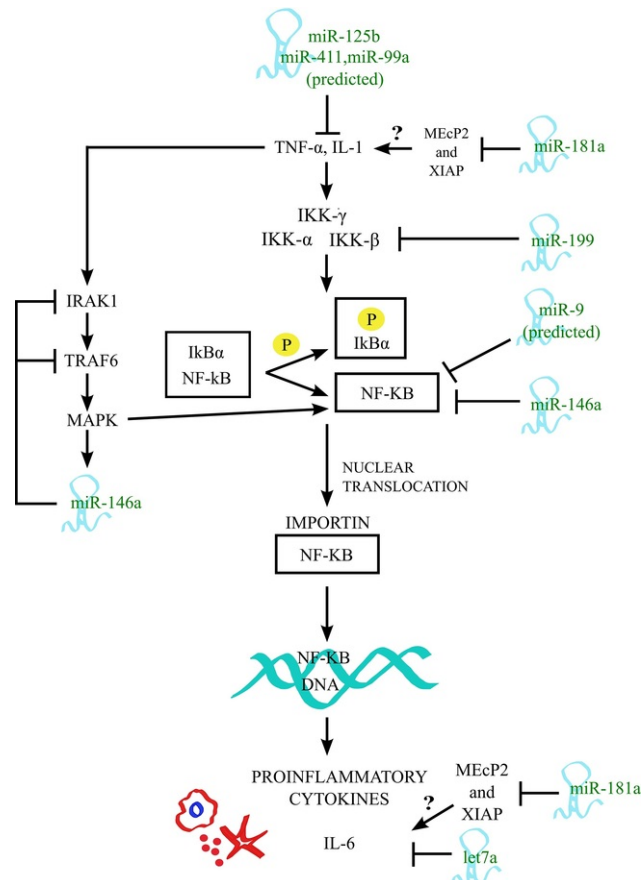 miR-125b
miR-411,miR-99a
(predicted)
TNF-α, IL-1
?
MEcP2
and
XIAP
miR-181a
IKK-γ
IKK-α IKK-β
miR-199
IRAK1
TRAF6
MAPK
miR-146a
IkBα
NF-kB
P
P
IkBα
NF-KB
miR-9
(predicted)
miR-146a
NUCLEAR
TRANSLOCATION
IMPORTIN
NF-KB
NF-KB
DNA
PROINFLAMMATORY
CYTOKINES
IL-6
?
MEcP2
and
XIAP
miR-181a
let7a